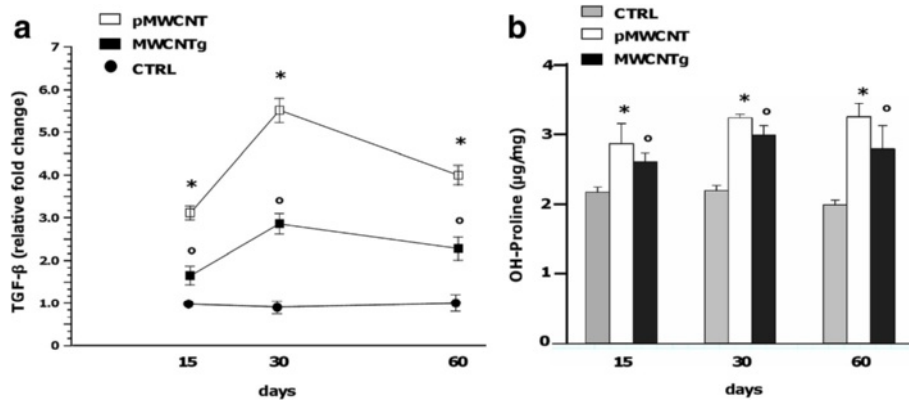 a
pMWCNT
MWCNTg
CTRL
TGF-β (relative fold change)
7
6.0
5.0
4.0
3.0
2.0
1.0
0
*
*
*
o
o
o
15
30
60
days
b
CTRL
pMWCNT
MWCNTg
OH-Proline (µg/mg)
4
3
2
1
0
*
o
*
o
*
o
15
30
60
days